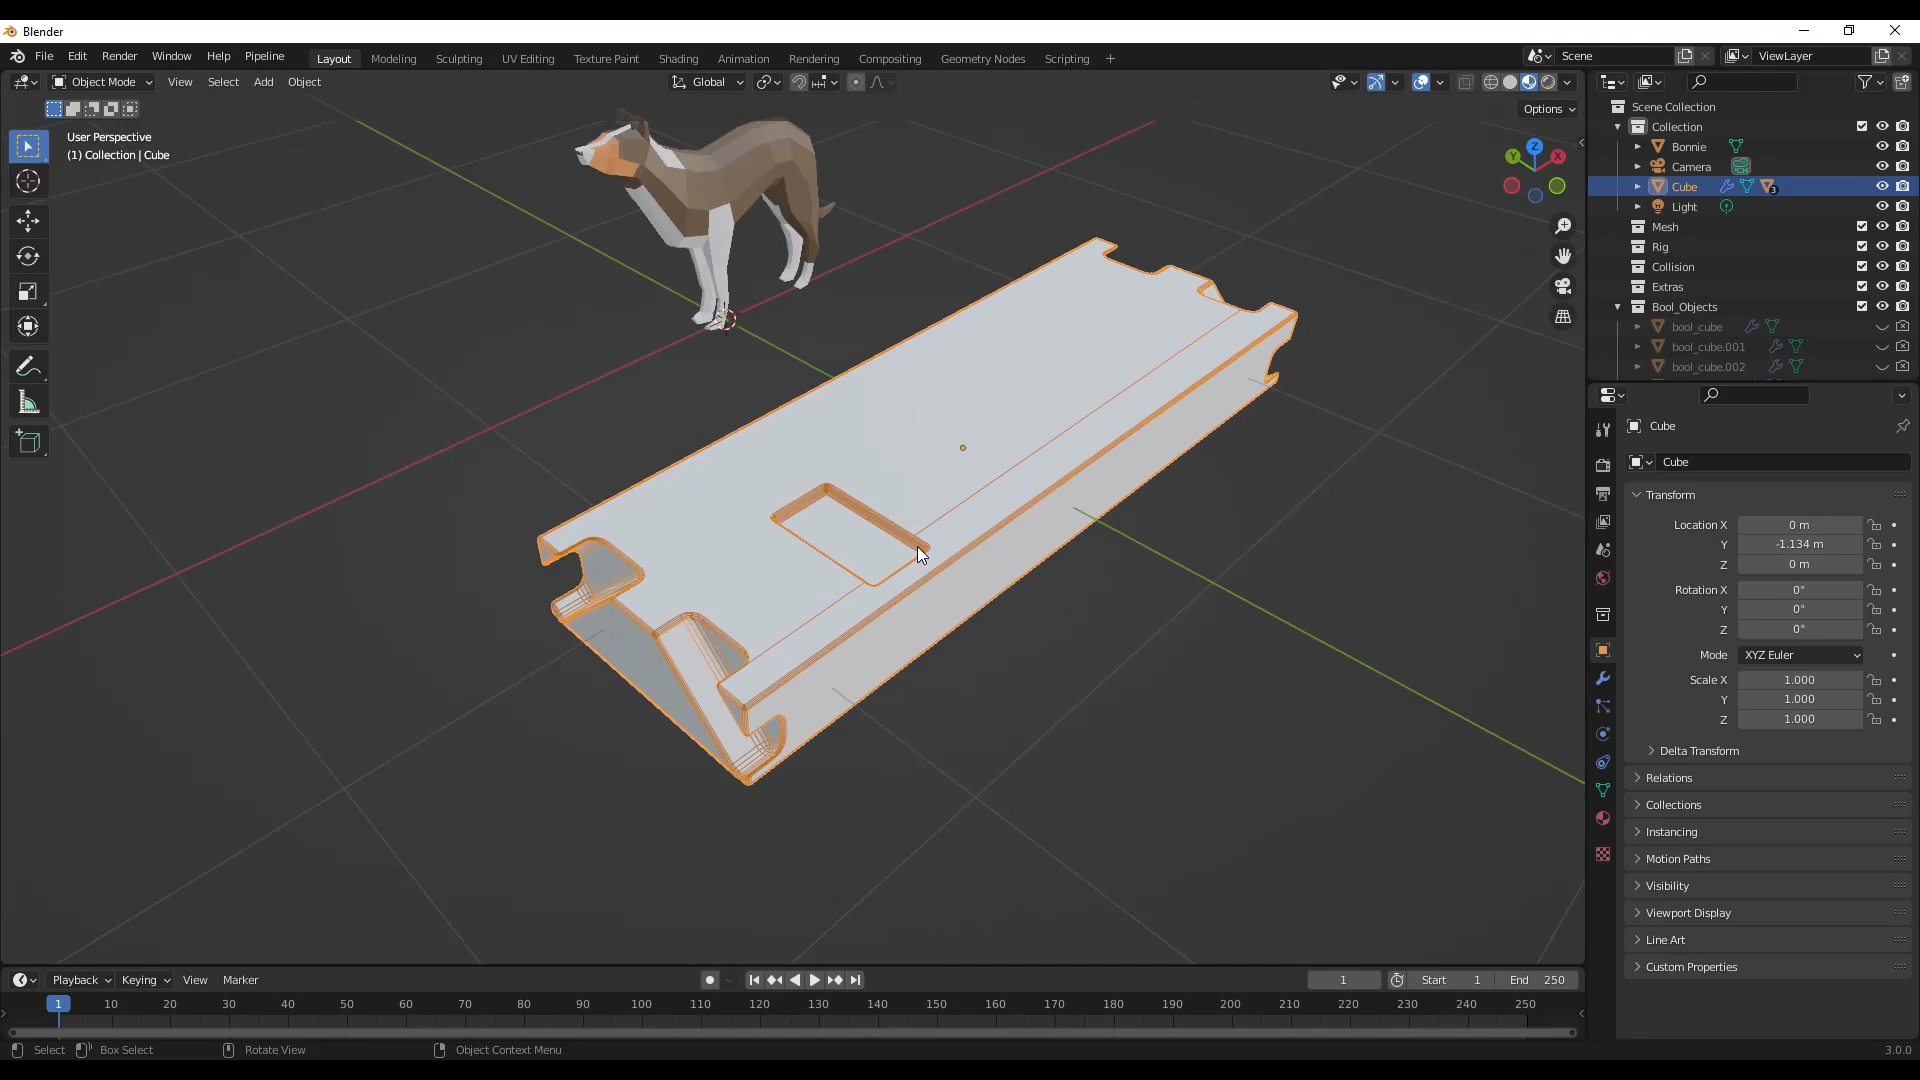 Blender
File Edit Render Window Help Pipeline
Layout Modeling Sculpting UV Editing Texture Paint Shading Animation Rendering Compositing Geometry Nodes Scripting +
Scene
ViewLayer
Object Mode View Select Add Object
Global
Options
User Perspective
(1) Collection | Cube
Z
Y
X
Scene Collection
Collection
Bonnie
Camera
Cube
3
Light
Mesh
Rig
Collision
Extras
Bool_Objects
bool_cube
bool_cube.001
bool_cube.002
Cube
Cube
Transform
Location X 0 m
Y -1.134 m
Z 0 m
Rotation X 0°
Y 0°
Z 0°
Mode XYZ Euler
Scale X 1.000
Y 1.000
Z 1.000
Delta Transform
Relations
Collections
Instancing
Motion Paths
Visibility
Viewport Display
Line Art
Custom Properties
Playback Keying View Marker
1 Start 1 End 250
1 10 20 30 40 50 60 70 80 90 100 110 120 130 140 150 160 170 180 190 200 210 220 230 240 250
Select Box Select Rotate View Object Context Menu 3.0.0